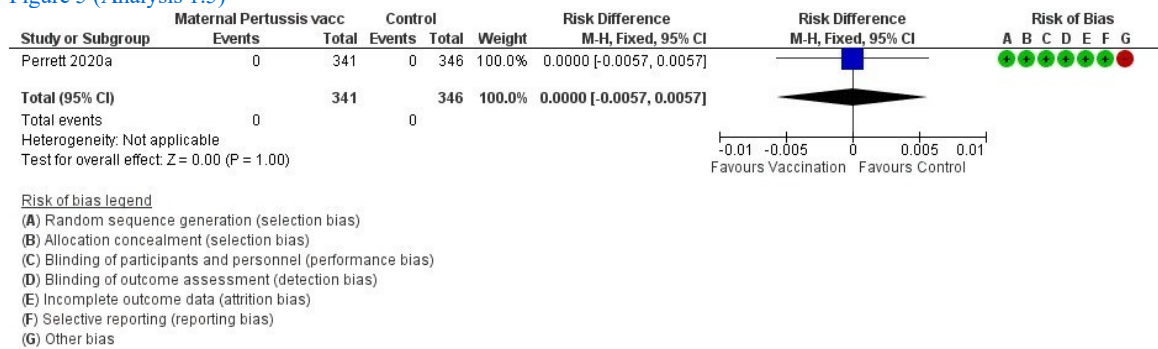 Figure 3 (Analysis 1.3)
Maternal Pertussis vacc Control Risk Difference Risk Difference Risk of Bias
Study or Subgroup Events Total Events Total Weight M-H, Fixed, 95% CI M-H, Fixed, 95% CI A B C D E F G
Perrett 2020a 0 341 0 346 100.0% 0.0000 [-0.0057, 0.0057]
Total (95% CI) 341 346 100.0% 0.0000 [-0.0057, 0.0057]
Total events 0 0
Heterogeneity: Not applicable
Test for overall effect: Z = 0.00 (P = 1.00)
-0.01 -0.005 0 0.005 0.01
Favours Vaccination Favours Control
Risk of bias legend
(A) Random sequence generation (selection bias)
(B) Allocation concealment (selection bias)
(C) Blinding of participants and personnel (performance bias)
(D) Blinding of outcome assessment (detection bias)
(E) Incomplete outcome data (attrition bias)
(F) Selective reporting (reporting bias)
(G) Other bias